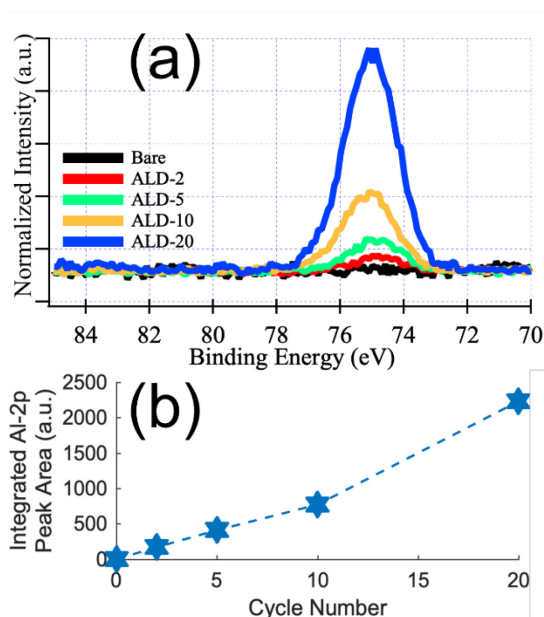 (a)
Normalized Intensity (a.u.)
Bare
ALD-2
ALD-5
ALD-10
ALD-20
84 82 80 78 76 74 72 70
Binding Energy (eV)
(b)
Integrated Al-2p
Peak Area (a.u.)
2500
2000
1500
1000
500
0
0 5 10 15 20
Cycle Number